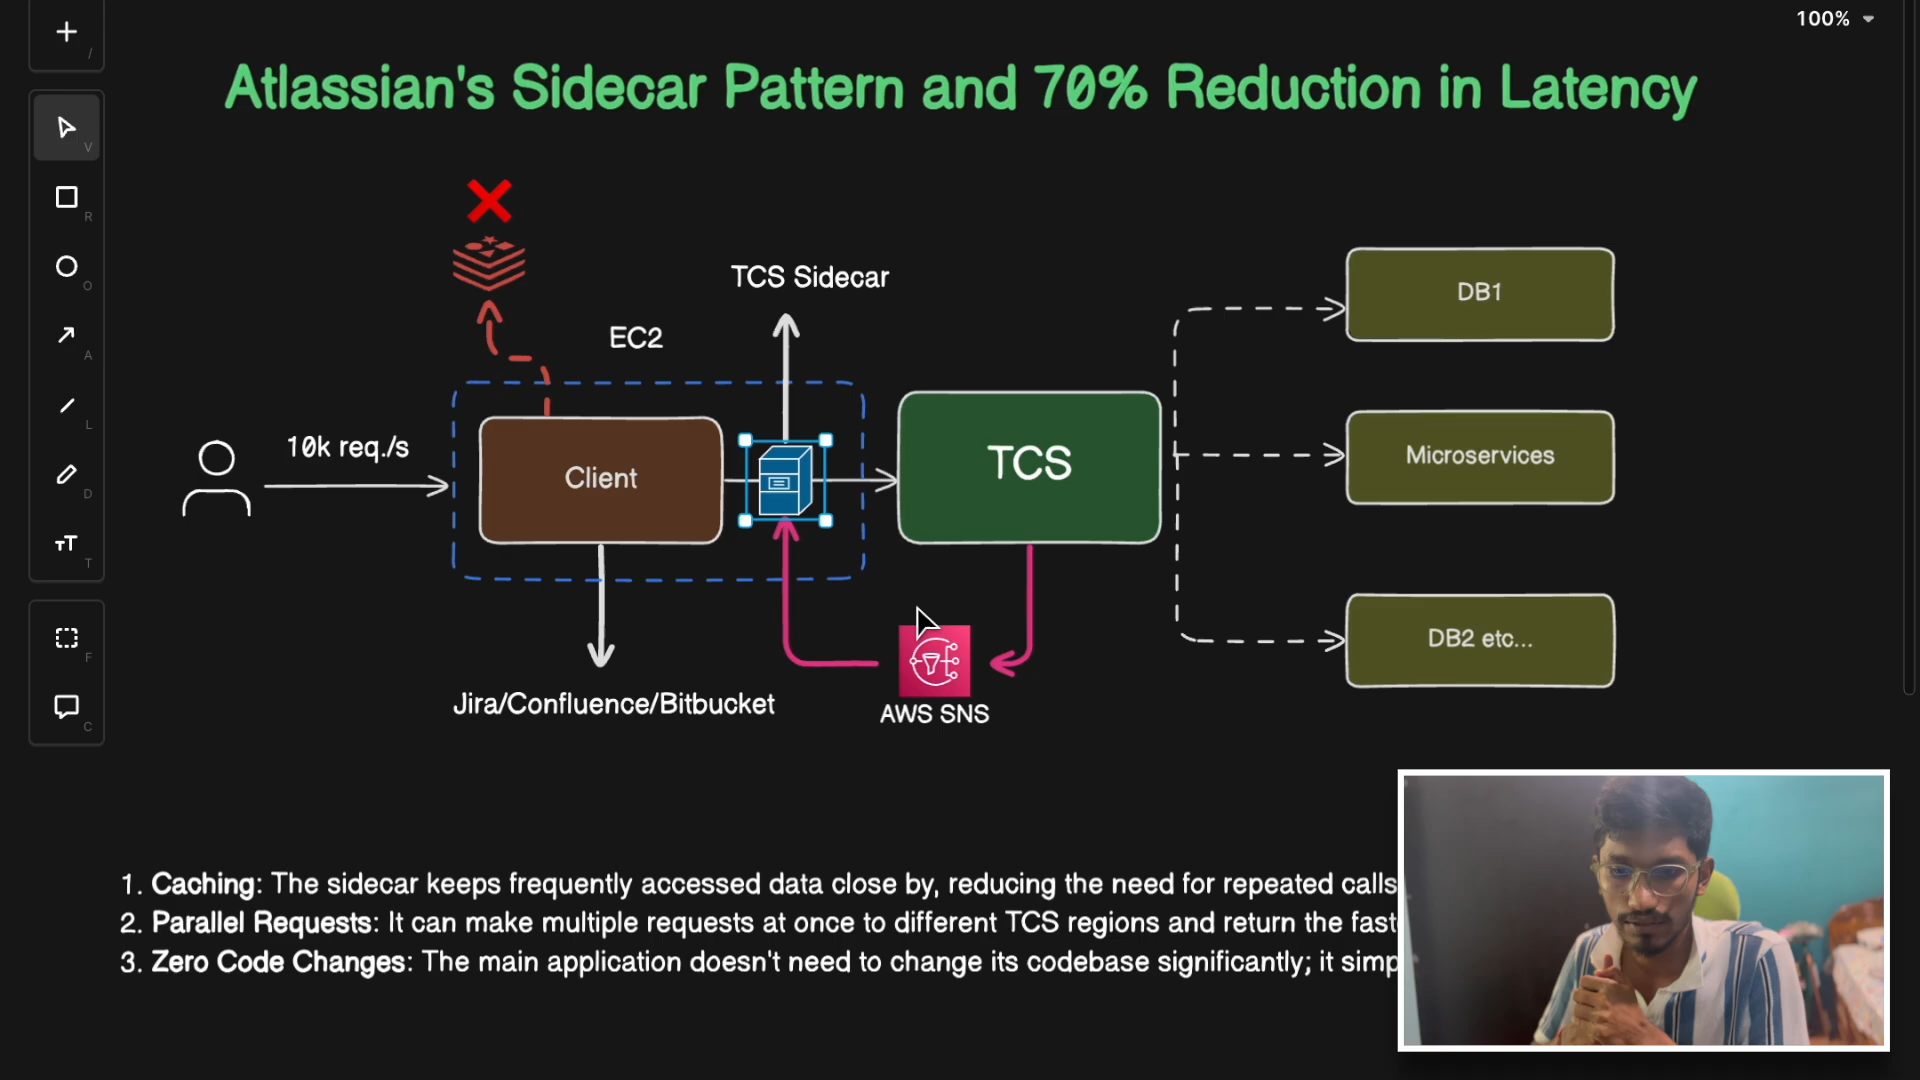 100%
/
Atlassian's Sidecar Pattern and 70% Reduction in Latency
V
R
O
A
L
D
T
F
C
TCS Sidecar
EC2
10k req./s
Client
TCS
DB1
Microservices
DB2 etc...
Jira/Confluence/Bitbucket
AWS SNS
1. Caching: The sidecar keeps frequently accessed data close by, reducing the need for repeated calls
2. Parallel Requests: It can make multiple requests at once to different TCS regions and return the fast
3. Zero Code Changes: The main application doesn't need to change its codebase significantly; it simp